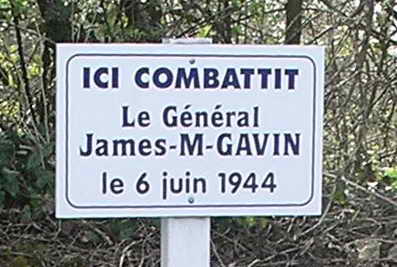 ICI COMBATTIT
Le Général
James-M-GAVIN
le 6 juin 1944